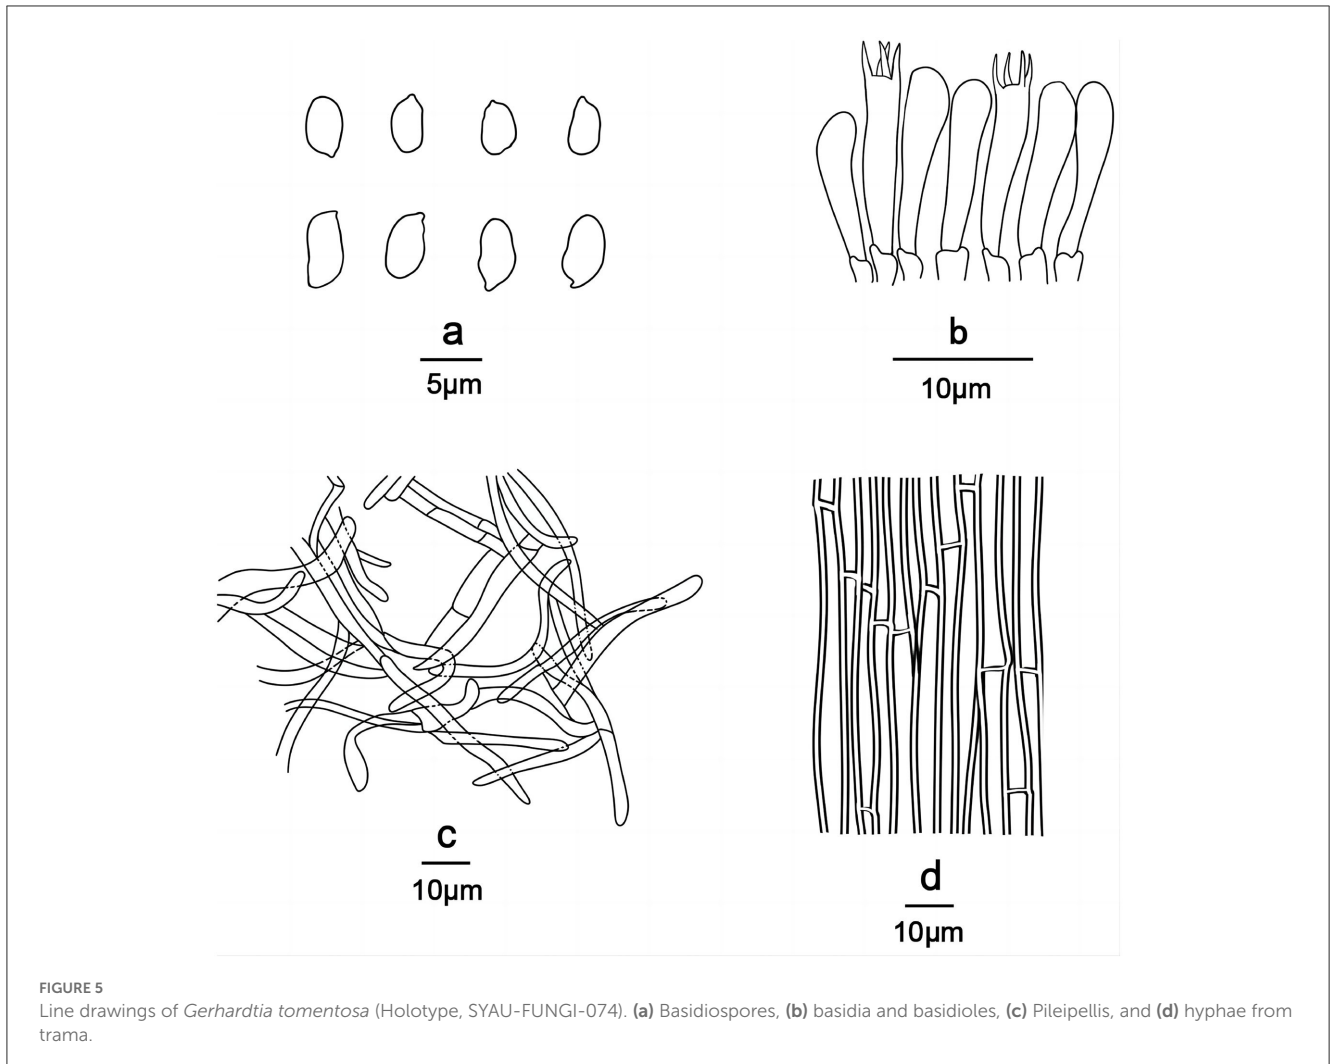 a
5μm
b
10μm
c
10μm
d
10μm
FIGURE 5
Line drawings of Gerhardtia tomentosa (Holotype, SYAU-FUNGI-074). (a) Basidiospores, (b) basidia and basidioles, (c) Pileipellis, and (d) hyphae from
trama.